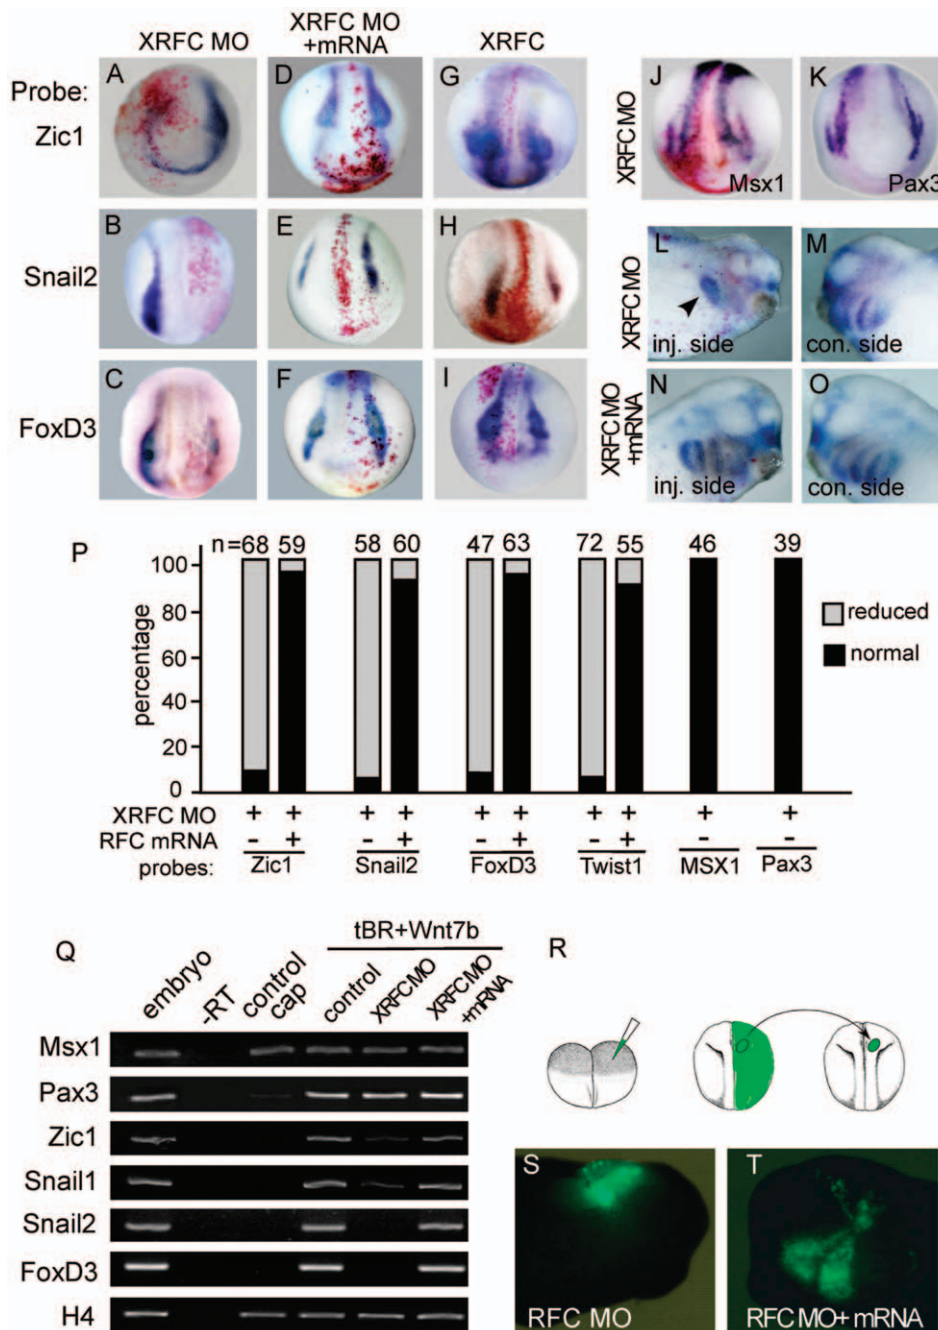 XRFC MO
XRFC MO
+mRNA
XRFC
Probe:
Zic1
Snail2
FoxD3
A
D
G
B
E
H
C
F
I
XRFC MO
J
Msx1
K
Pax3
XRFC MO
L
inj. side
M
con. side
XRFC MO
+mRNA
N
inj. side
O
con. side
P
n=68 59 58 60 47 63 72 55 46 39
percentage
100
80
60
40
20
0
reduced
normal
XRFC MO + + + + + + + + + +
RFC mRNA - + - + - + - + - -
probes: Zic1 Snail2 FoxD3 Twist1 MSX1 Pax3
Q
tBR+Wnt7b
embryo
-RT
control
cap
control
XRFCMO
XRFCMO
+mRNA
Msx1
Pax3
Zic1
Snail1
Snail2
FoxD3
H4
R
S
RFC MO
T
RFC MO+ mRNA